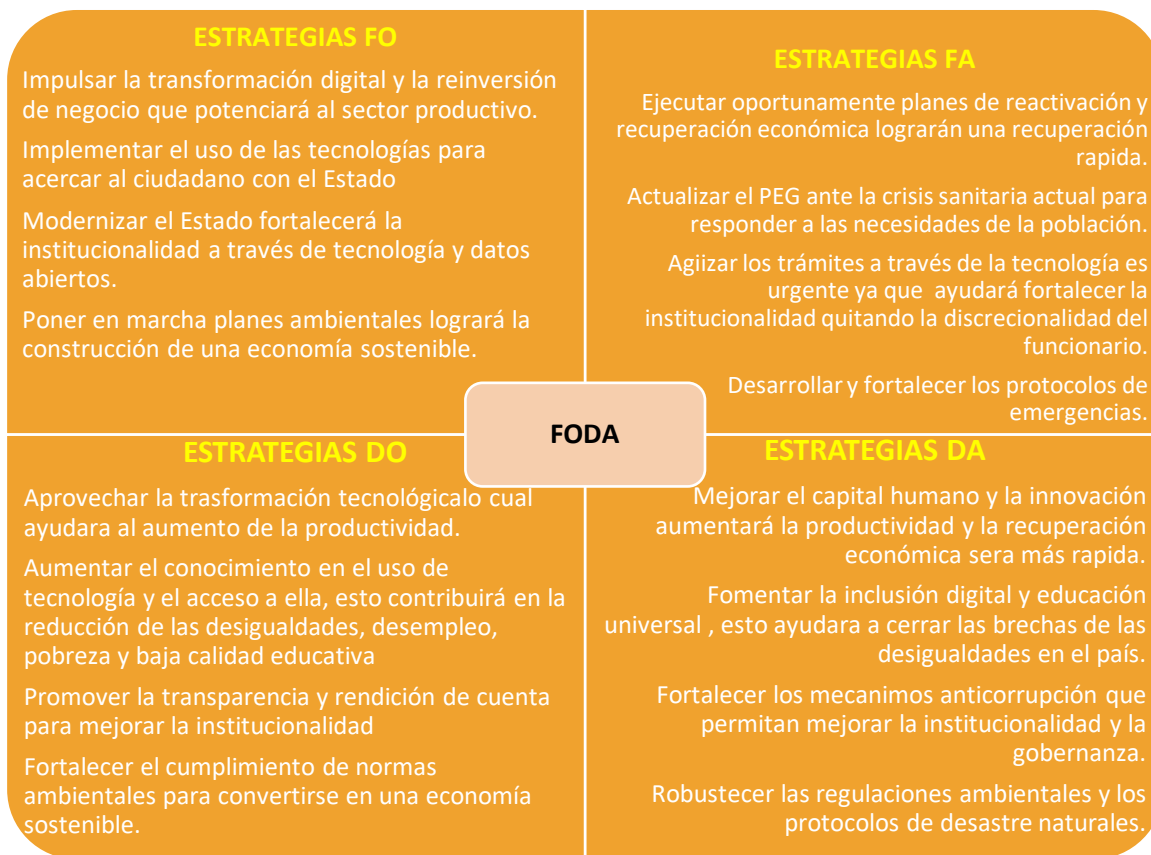 ESTRATEGIAS FO
Impulsar la transformación digital y la reinversión
de negocio que potenciará al sector productivo.
Implementar el uso de las tecnologías para
acercar al ciudadano con el Estado
Modernizar el Estado fortalecerá la
institucionalidad a través de tecnología y datos
abiertos.
Poner en marcha planes ambientales logrará la
construcción de una economía sostenible.
ESTRATEGIAS FA
Ejecutar oportunamente planes de reactivación y
recuperación económica lograrán una recuperación
rapida.
Actualizar el PEG ante la crisis sanitaria actual para
responder a las necesidades de la población.
Agiizar los trámites a través de la tecnología es
urgente ya que ayudará fortalecer la
institucionalidad quitando la discrecionalidad del
funcionario.
Desarrollar y fortalecer los protocolos de
emergencias.
FODA
ESTRATEGIAS DO
Aprovechar la trasformación tecnológicalo cual
ayudara al aumento de la productividad.
Aumentar el conocimiento en el uso de
tecnología y el acceso a ella, esto contribuirá en la
reducción de las desigualdades, desempleo,
pobreza y baja calidad educativa
Promover la transparencia y rendición de cuenta
para mejorar la institucionalidad
Fortalecer el cumplimiento de normas
ambientales para convertirse en una economía
sostenible.
ESTRATEGIAS DA
Mejorar el capital humano y la innovación
aumentará la productividad y la recuperación
económica sera más rapida.
Fomentar la inclusión digital y educación
universal , esto ayudara a cerrar las brechas de las
desigualdades en el país.
Fortalecer los mecanimos anticorrupción que
permitan mejorar la institucionalidad y la
gobernanza.
Robustecer las regulaciones ambientales y los
protocolos de desastre naturales.